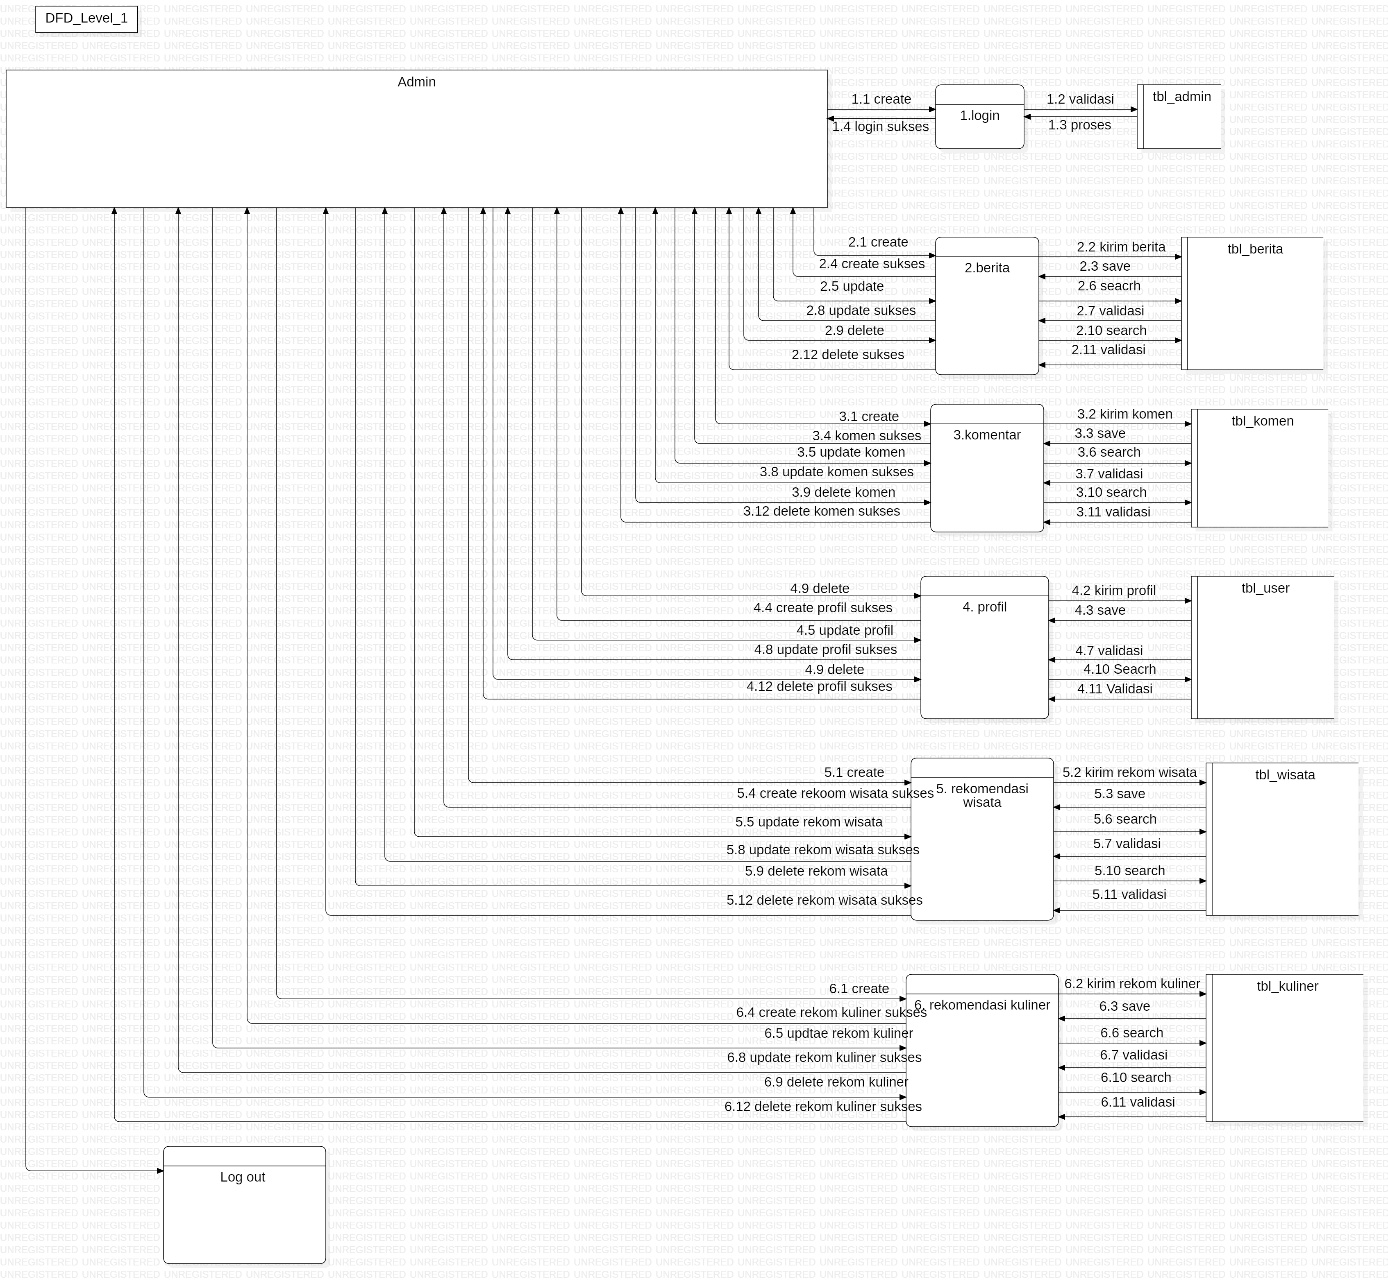 DFD_Level_1
Admin
1.1 create
1.4 login sukses
1.login
1.2 validasi
1.3 proses
tbl_admin
2.1 create
2.4 create sukses
2.5 update
2.8 update sukses
2.9 delete
2.12 delete sukses
2.berita
2.2 kirim berita
2.3 save
2.6 seacrh
2.7 validasi
2.10 search
2.11 validasi
tbl_berita
3.1 create
3.4 komen sukses
3.5 update komen
3.8 update komen sukses
3.9 delete komen
3.12 delete komen sukses
3.komentar
3.2 kirim komen
3.3 save
3.6 search
3.7 validasi
3.10 search
3.11 validasi
tbl_komen
4.9 delete
4.4 create profil sukses
4.5 update profil
4.8 update profil sukses
4.9 delete
4.12 delete profil sukses
4. profil
4.2 kirim profil
4.3 save
4.7 validasi
4.10 Seacrh
4.11 Validasi
tbl_user
5.1 create
5.4 create rekoom wisata sukses
5.5 update rekom wisata
5.8 update rekom wisata sukses
5.9 delete rekom wisata
5.12 delete rekom wisata sukses
5. rekomendasi
wisata
5.2 kirim rekom wisata
5.3 save
5.6 search
5.7 validasi
5.10 search
5.11 validasi
tbl_wisata
6.1 create
6.4 create rekom kuliner sukses
6.5 updtae rekom kuliner
6.8 update rekom kuliner sukses
6.9 delete rekom kuliner
6.12 delete rekom kuliner sukses
6. rekomendasi kuliner
6.2 kirim rekom kuliner
6.3 save
6.6 search
6.7 validasi
6.10 search
6.11 validasi
tbl_kuliner
Log out